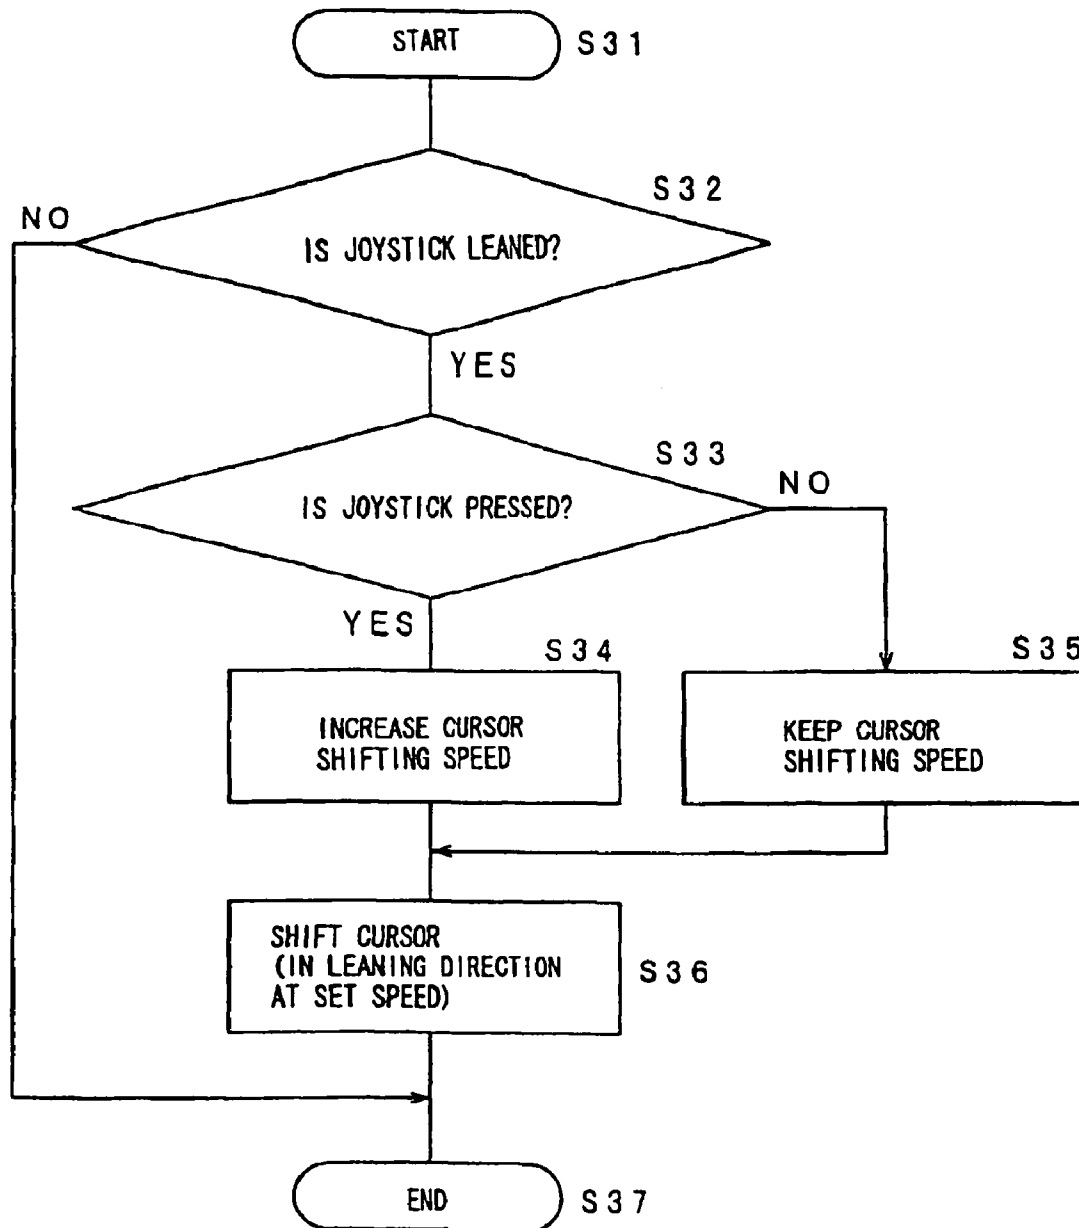 START
S31
S32
NO
IS JOYSTICK LEANED?
YES
S33
NO
IS JOYSTICK PRESSED?
YES
S34
S35
INCREASE CURSOR
SHIFTING SPEED
KEEP CURSOR
SHIFTING SPEED
SHIFT CURSOR
(IN LEANING DIRECTION
AT SET SPEED)
S36
END
S37